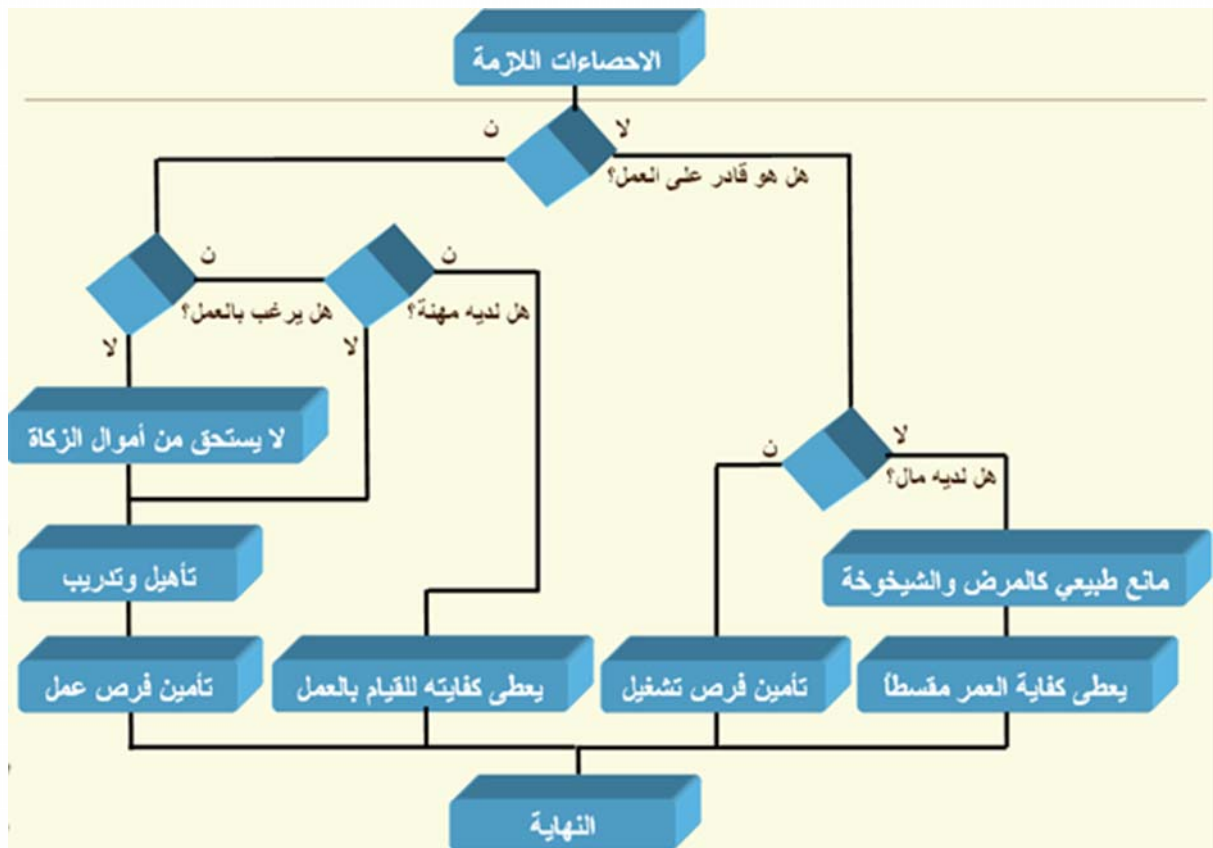 الاحصاءات اللازمة
لا
ن
هل هو قادر على العمل؟
ن
ن
هل لديه مهنة؟
هل يرغب بالعمل؟
لا
لا
لا يستحق من أموال الزكاة
لا
ن
هل لديه مال؟
مانع طبيعي كالمرض والشيخوخة
تأهيل وتدريب
يعطى كفاية العمر مقسطاً
تأمين فرص تشغيل
يعطى كفايته للقيام بالعمل
تأمين فرص عمل
النهاية